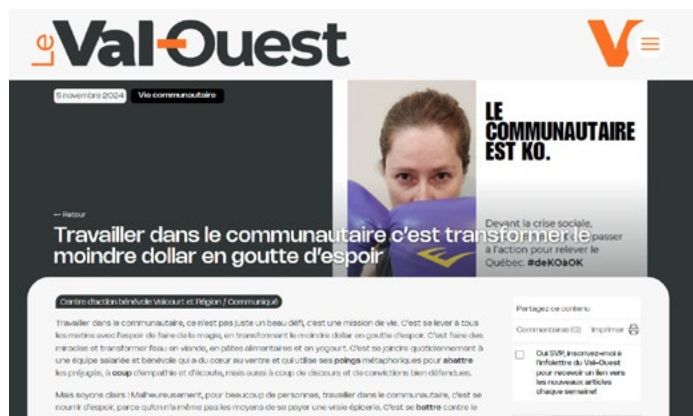 Le Val-Ouest
5 novembre 2024 Vie communautaire
LE
COMMUNAUTAIRE
EST KO.
Devant la crise sociale,
passer
à l'action pour relever le
Québec. #deKOàOK
← Retour
Travailler dans le communautaire c'est transformer le
moindre dollar en goutte d'espoir
Centre d'action bénévole Valcourt et Région / Communiqué
Travailler dans le communautaire, ce n'est pas juste un beau défi, c'est une mission de vie. C'est se lever à tous
les matins avec l'espoir de faire de la magie, en transformant le moindre dollar en goutte d'espoir. C'est faire des
miracles et transformer l'eau en viande, en pâtes alimentaires et en yogourt. C'est se joindre quotidiennement à
une équipe salariée et bénévole qui a du cœur au ventre et qui utilise ses poings métaphoriques pour abattre
les préjugés, à coup d'empathie et d'écoute, mais aussi à coup de discours et de convictions bien défendues.
Mais soyons clairs : Malheureusement, pour beaucoup de personnes, travailler dans le communautaire, c'est se
nourrir d'espoir, parce qu'on n'a même pas les moyens de se payer une vraie épicerie. C'est se battre contre le
Partagez ce contenu
Commentaires (0) Imprimer
Oui SVP, inscrivez-moi à
l'infolettre du Val-Ouest
pour recevoir un lien vers
les nouveaux articles
chaque semaine!